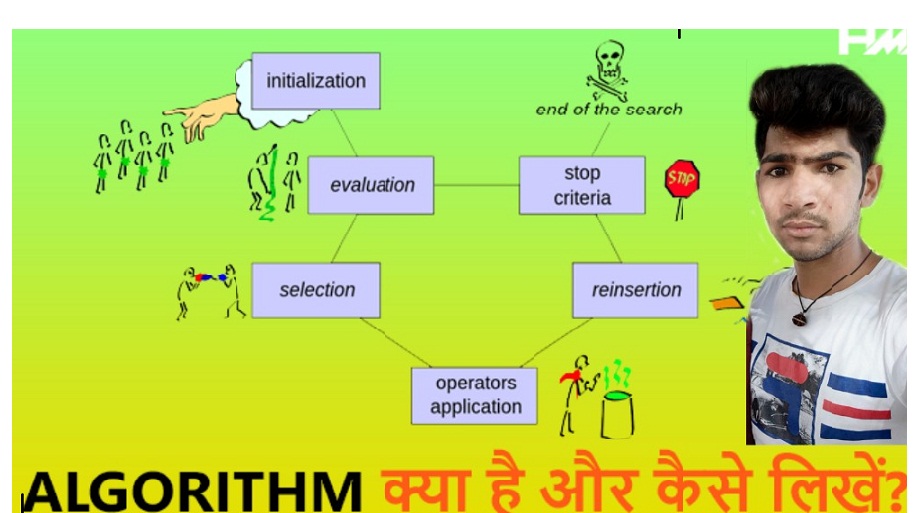 initialization
end of the search
evaluation
stop
criteria
STOP
selection
reinsertion
operators
application
ALGORITHM क्या है और कैसे लिखें?